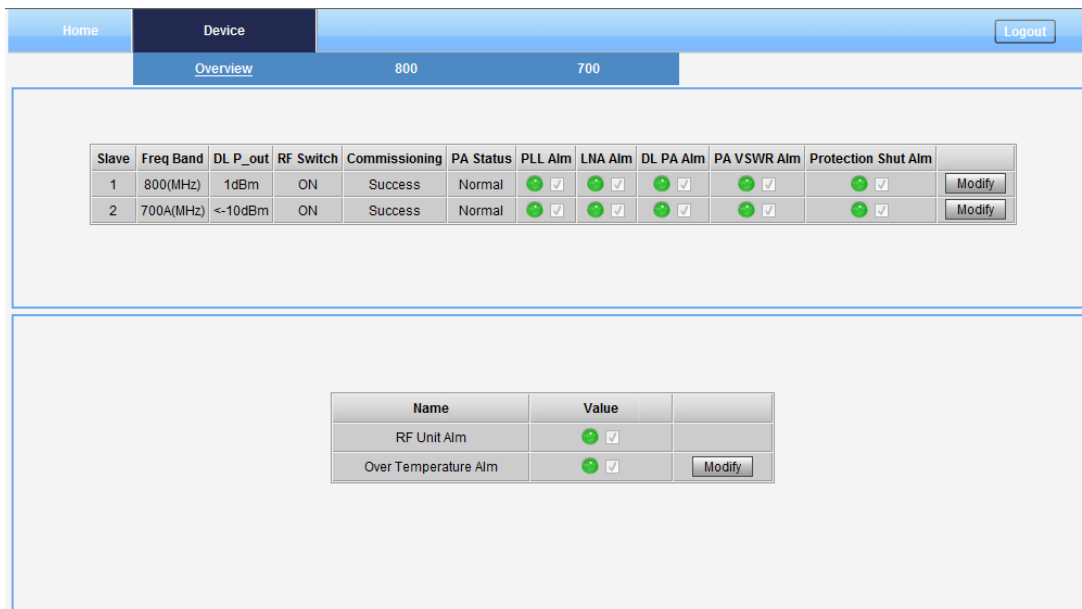 Home Device Logout
Overview 800 700
Slave Freq Band DL P_out RF Switch Commissioning PA Status PLL Alm LNA Alm DL PA Alm PA VSWR Alm Protection Shut Alm
1 800(MHz) 1dBm ON Success Normal Modify
2 700A(MHz) <-10dBm ON Success Normal Modify
Name Value
RF Unit Alm
Over Temperature Alm Modify